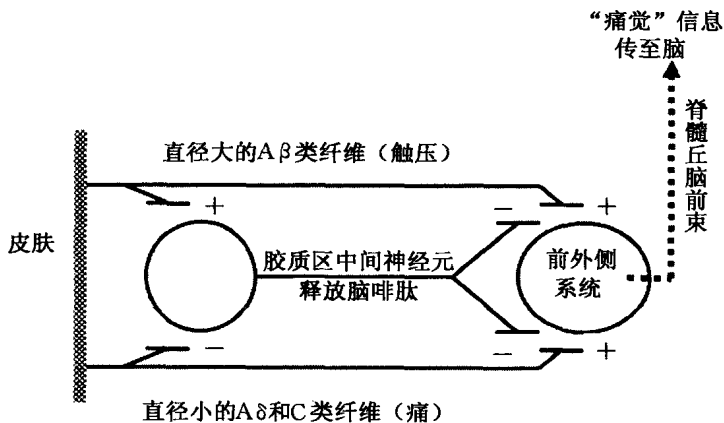 “痛觉”信息
传至脑
脊髓丘脑前束
直径大的Aβ类纤维（触压）
+
−
+
皮肤
胶质区中间神经元
释放脑啡肽
前外侧
系统
−
−
+
直径小的Aδ和C类纤维（痛）